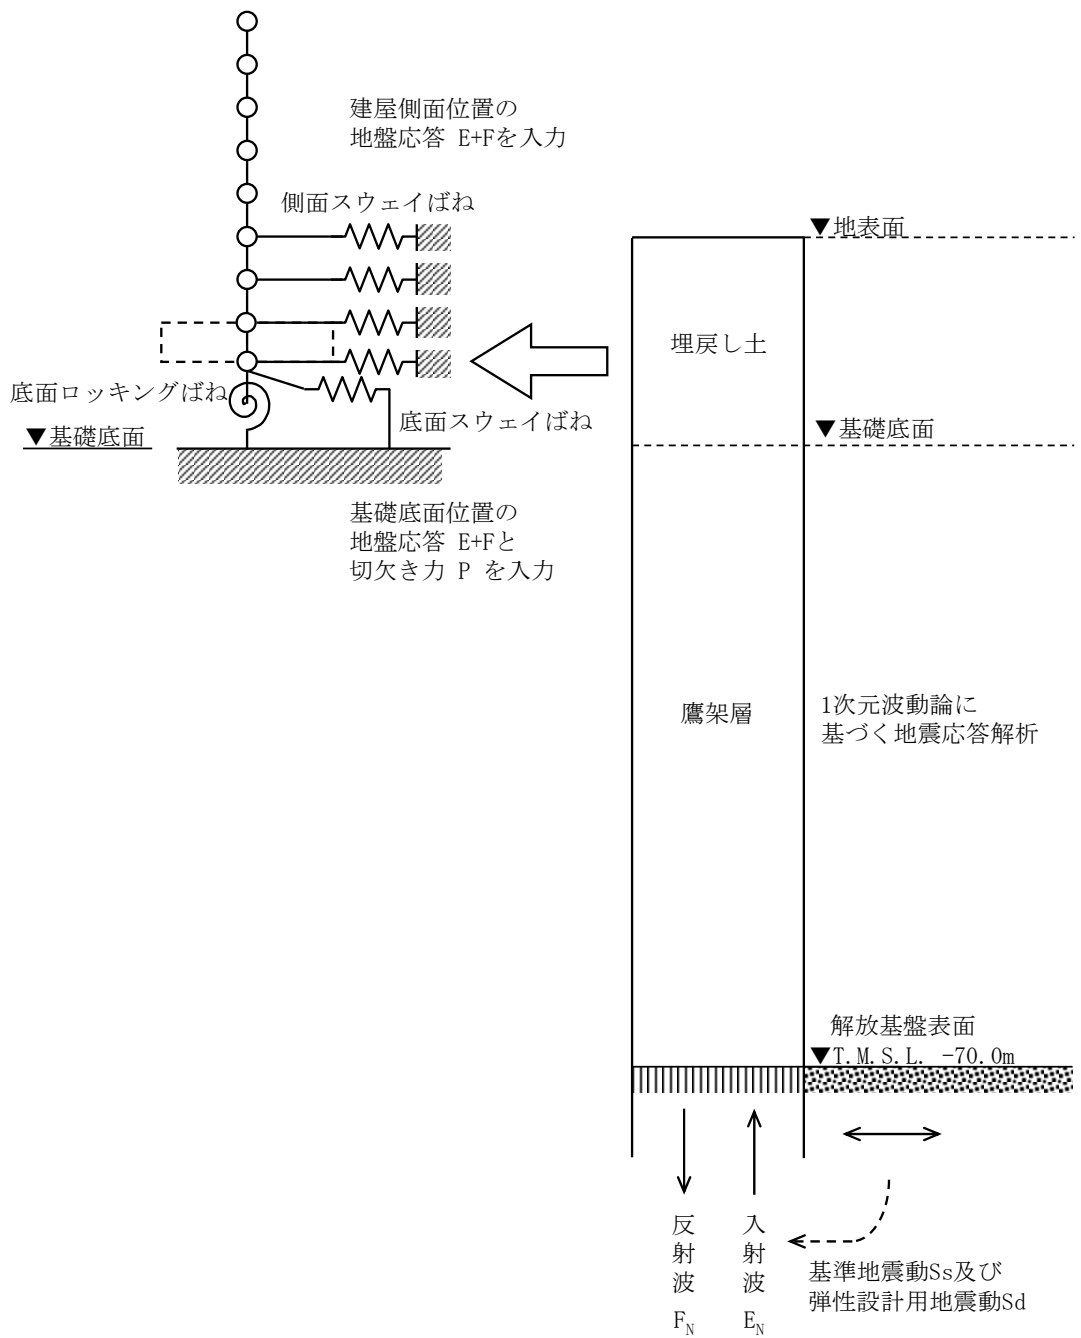 建屋側面位置の
地盤応答 E+Fを入力
側面スウェイばね
底面ロッキングばね
底面スウェイばね
▼基礎底面
基礎底面位置の
地盤応答 E+Fと
切欠き力 P を入力
▼地表面
埋戻し土
▼基礎底面
鷹架層
1次元波動論に
基づく地震応答解析
解放基盤表面
▼T.M.S.L. -70.0m
反射波 FN
入射波 EN
基準地震動Ss及び
弾性設計用地震動Sd